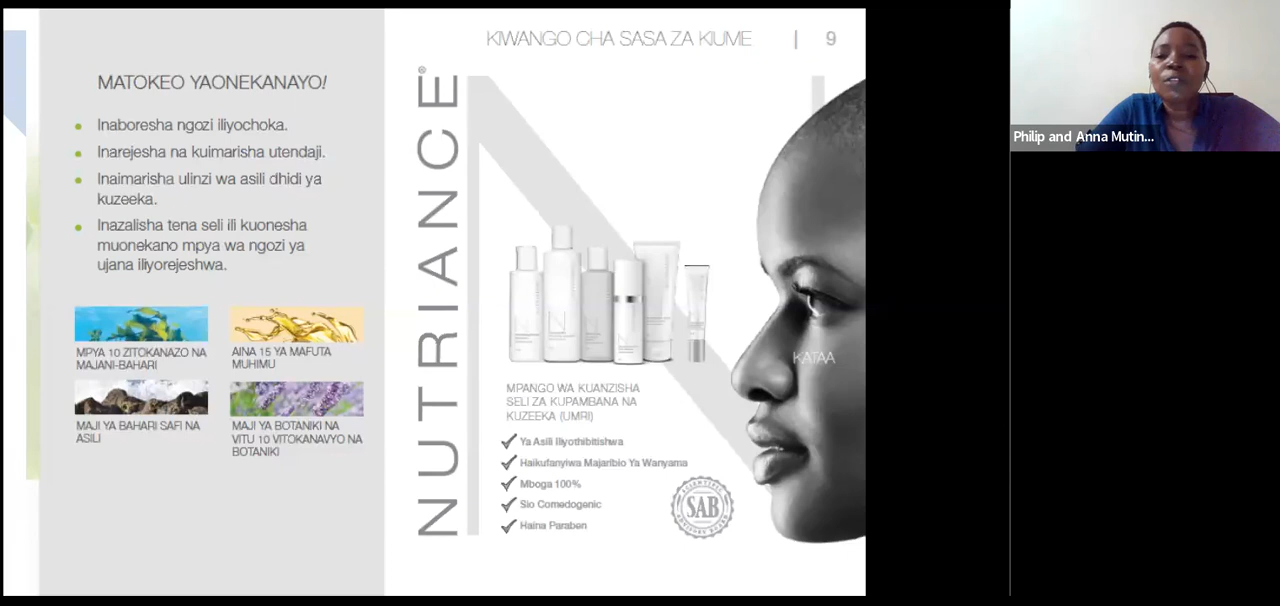 MATOKEO YAONEKANAYO!
Inaboresha ngozi iliyochoka.
Inarejesha na kuimarisha utendaji.
Inaimarisha ulinzi wa asili dhidi ya
kuzeeka.
Inazalisha tena seli ili kuonesha
muonekano mpya wa ngozi ya
ujana iliyorejeshwa.
MPYA 10 ZITOKANAZO NA
MAJANI-BAHARI
AINA 15 YA MAFUTA
MUHIMU
MAJI YA BAHARI SAFI NA
ASILI
MAJI YA BOTANIKI NA
VITU 10 VITOKANAVYO NA
BOTANIKI
KIWANGO CHA SASA ZA KIUME | 9
NUTRIANCE®
KATAA
MPANGO WA KUANZISHA
SELI ZA KUPAMBANA NA
KUZEEKA (UMRI)
Ya Asili Iliyothibitishwa
Haikufanyiwa Majaribio Ya Wanyama
Mboga 100%
Sio Comedogenic
Haina Paraben
SCIENTIFIC
SAB
ADVISORY BOARD
Philip and Anna Mutin...